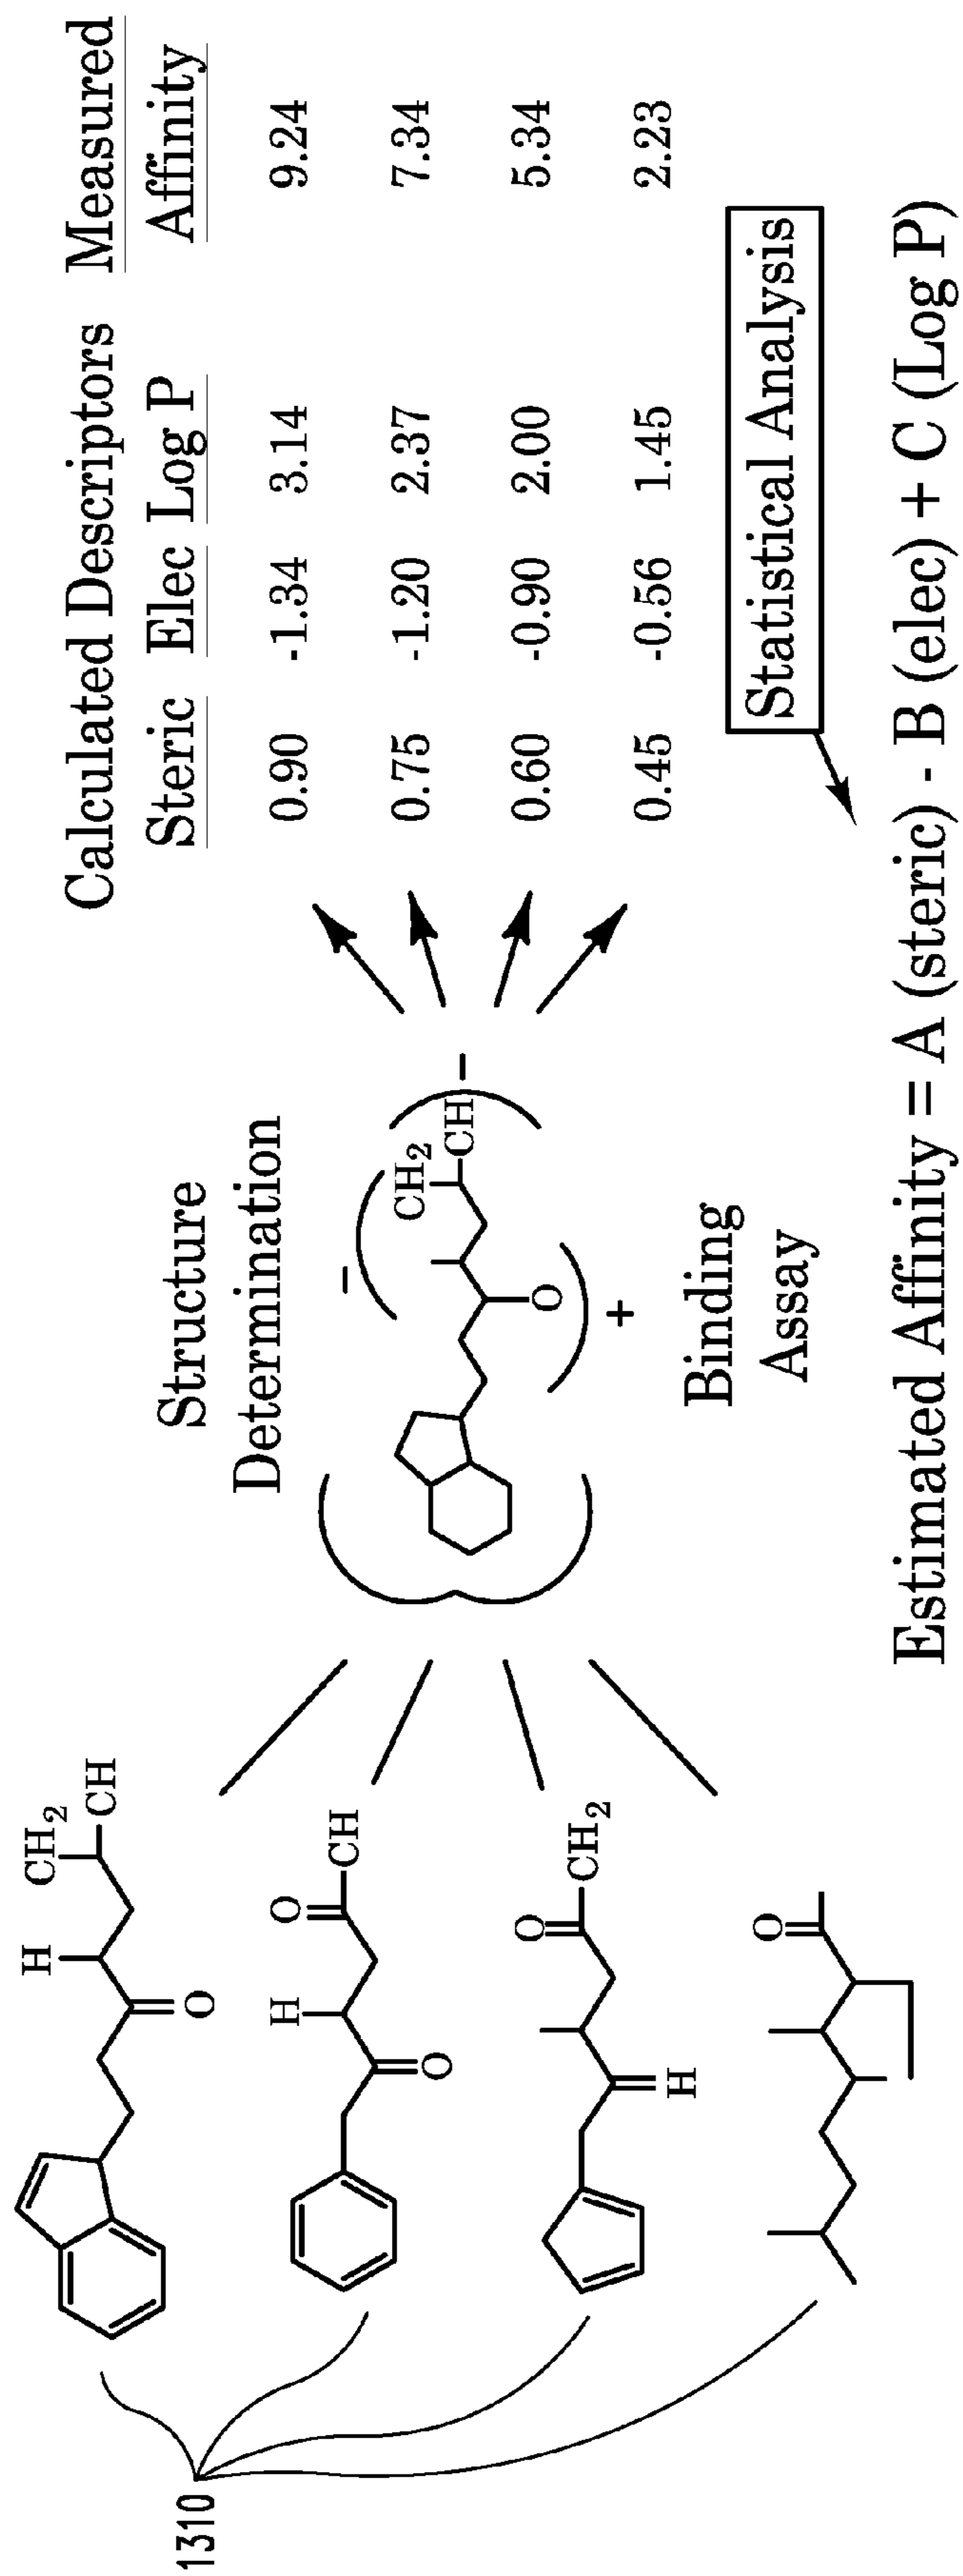 1310
CH2
CH
H
O
O
CH
H
O
O
CH2
H
O
Structure
Determination
CH2
CH
O
+
Binding
Assay
Calculated Descriptors Measured
Steric Elec Log P Affinity
0.90 -1.34 3.14 9.24
0.75 -1.20 2.37 7.34
0.60 -0.90 2.00 5.34
0.45 -0.56 1.45 2.23
Statistical Analysis
Estimated Affinity = A (steric) - B (elec) + C (Log P)